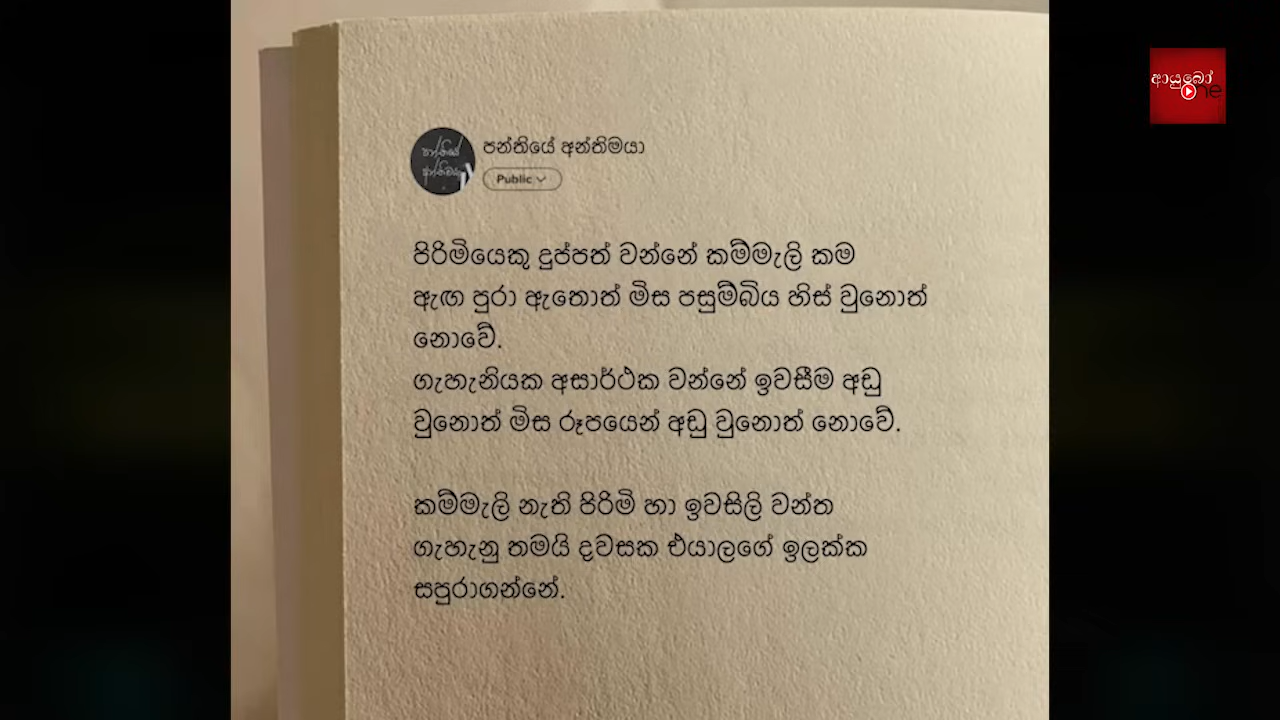 ආයුබෝ
ne
පන්තියේ අන්තිමයා
Public
පිරිමියෙකු දුප්පත් වන්නේ කම්මැලි කම
ඇඟ පුරා ඇතොත් මිස පසුම්බිය හිස් වුනොත්
නොවේ.
ගැහැනියක අසාර්ථක වන්නේ ඉවසීම අඩු
වුනොත් මිස රූපයෙන් අඩු වුනොත් නොවේ.
කම්මැලි නැති පිරිමි හා ඉවසිලි වන්ත
ගැහැනු තමයි දවසක එයාලගේ ඉලක්ක
සපුරාගන්නේ.